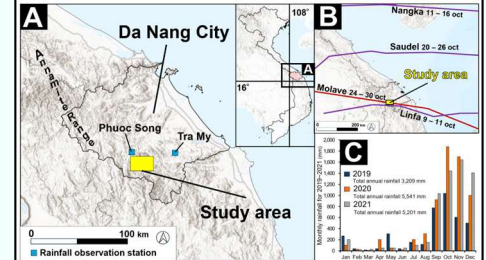 A
Da Nang City
Annamite Range
Phuoc Song
Tra My
Study area
0 100 km
Rainfall observation station
108°
16°
A
B
Nangka 11 – 16 oct
Saudel 20 – 26 oct
Study area
Molave 24 – 30 oct
Linfa 9 – 11 oct
0 200 km
C
2019
Total annual rainfall 3,209 mm
2020
Total annual rainfall 5,541 mm
2021
Total annual rainfall 5,201 mm
Monthly rainfall for 2019–2021 (mm)
2,000
1,800
1,600
1,400
1,200
1,000
800
600
400
200
0
Jan Feb Mar Apr May Jun Jul Aug Sep Oct Nov Dec